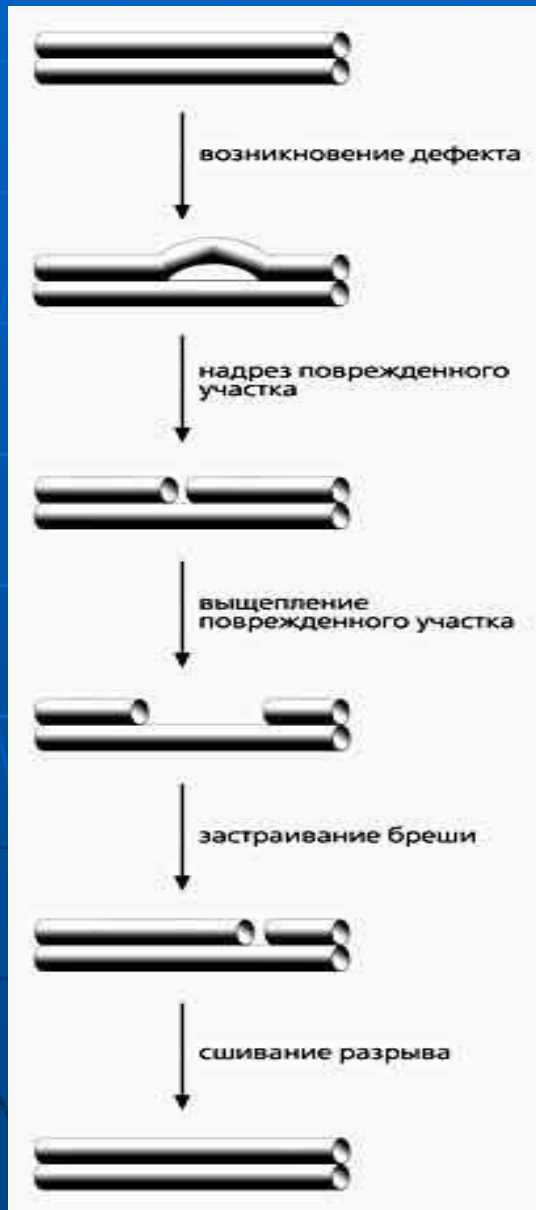 возникновение дефекта
надрез поврежденного
участка
выщепление
поврежденного участка
застраивание бреши
сшивание разрыва